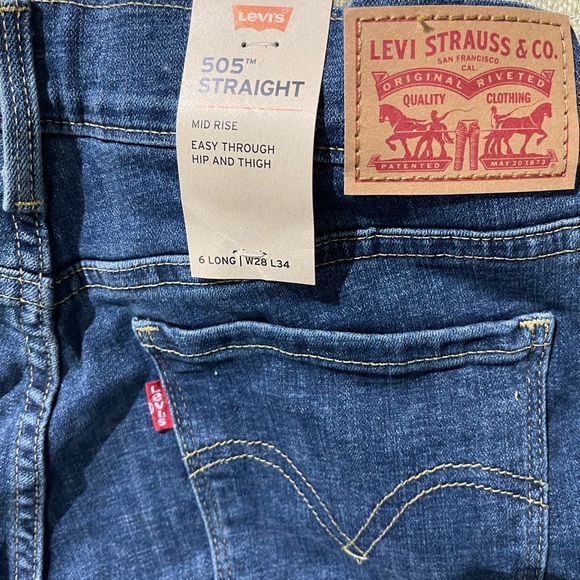 Levi's
505™
STRAIGHT
MID RISE
EASY THROUGH
HIP AND THIGH
6 LONG | W28 L34
LEVI STRAUSS & CO.
SAN FRANCISCO
CAL.
ORIGINAL RIVETED
QUALITY CLOTHING
PATENTED MAY 20 1873
LEVI'S